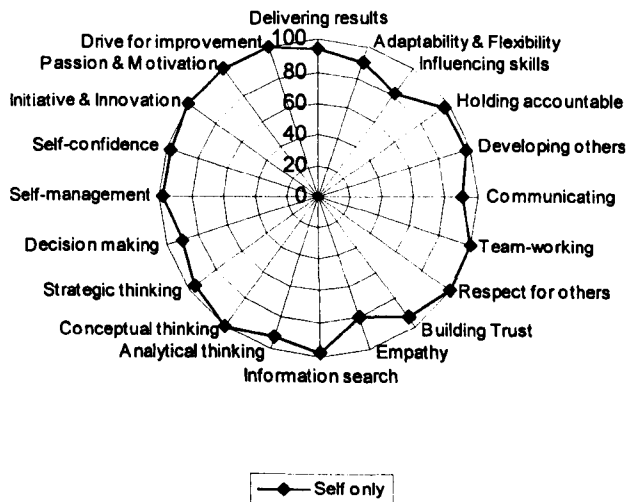 Delivering results
100
80
60
40
20
0
Adaptability & Flexibility
Influencing skills
Holding accountable
Developing others
Communicating
Team-working
Respect for others
Building Trust
Empathy
Information search
Analytical thinking
Conceptual thinking
Strategic thinking
Decision making
Self-management
Self-confidence
Initiative & Innovation
Passion & Motivation
Drive for improvement
Self only